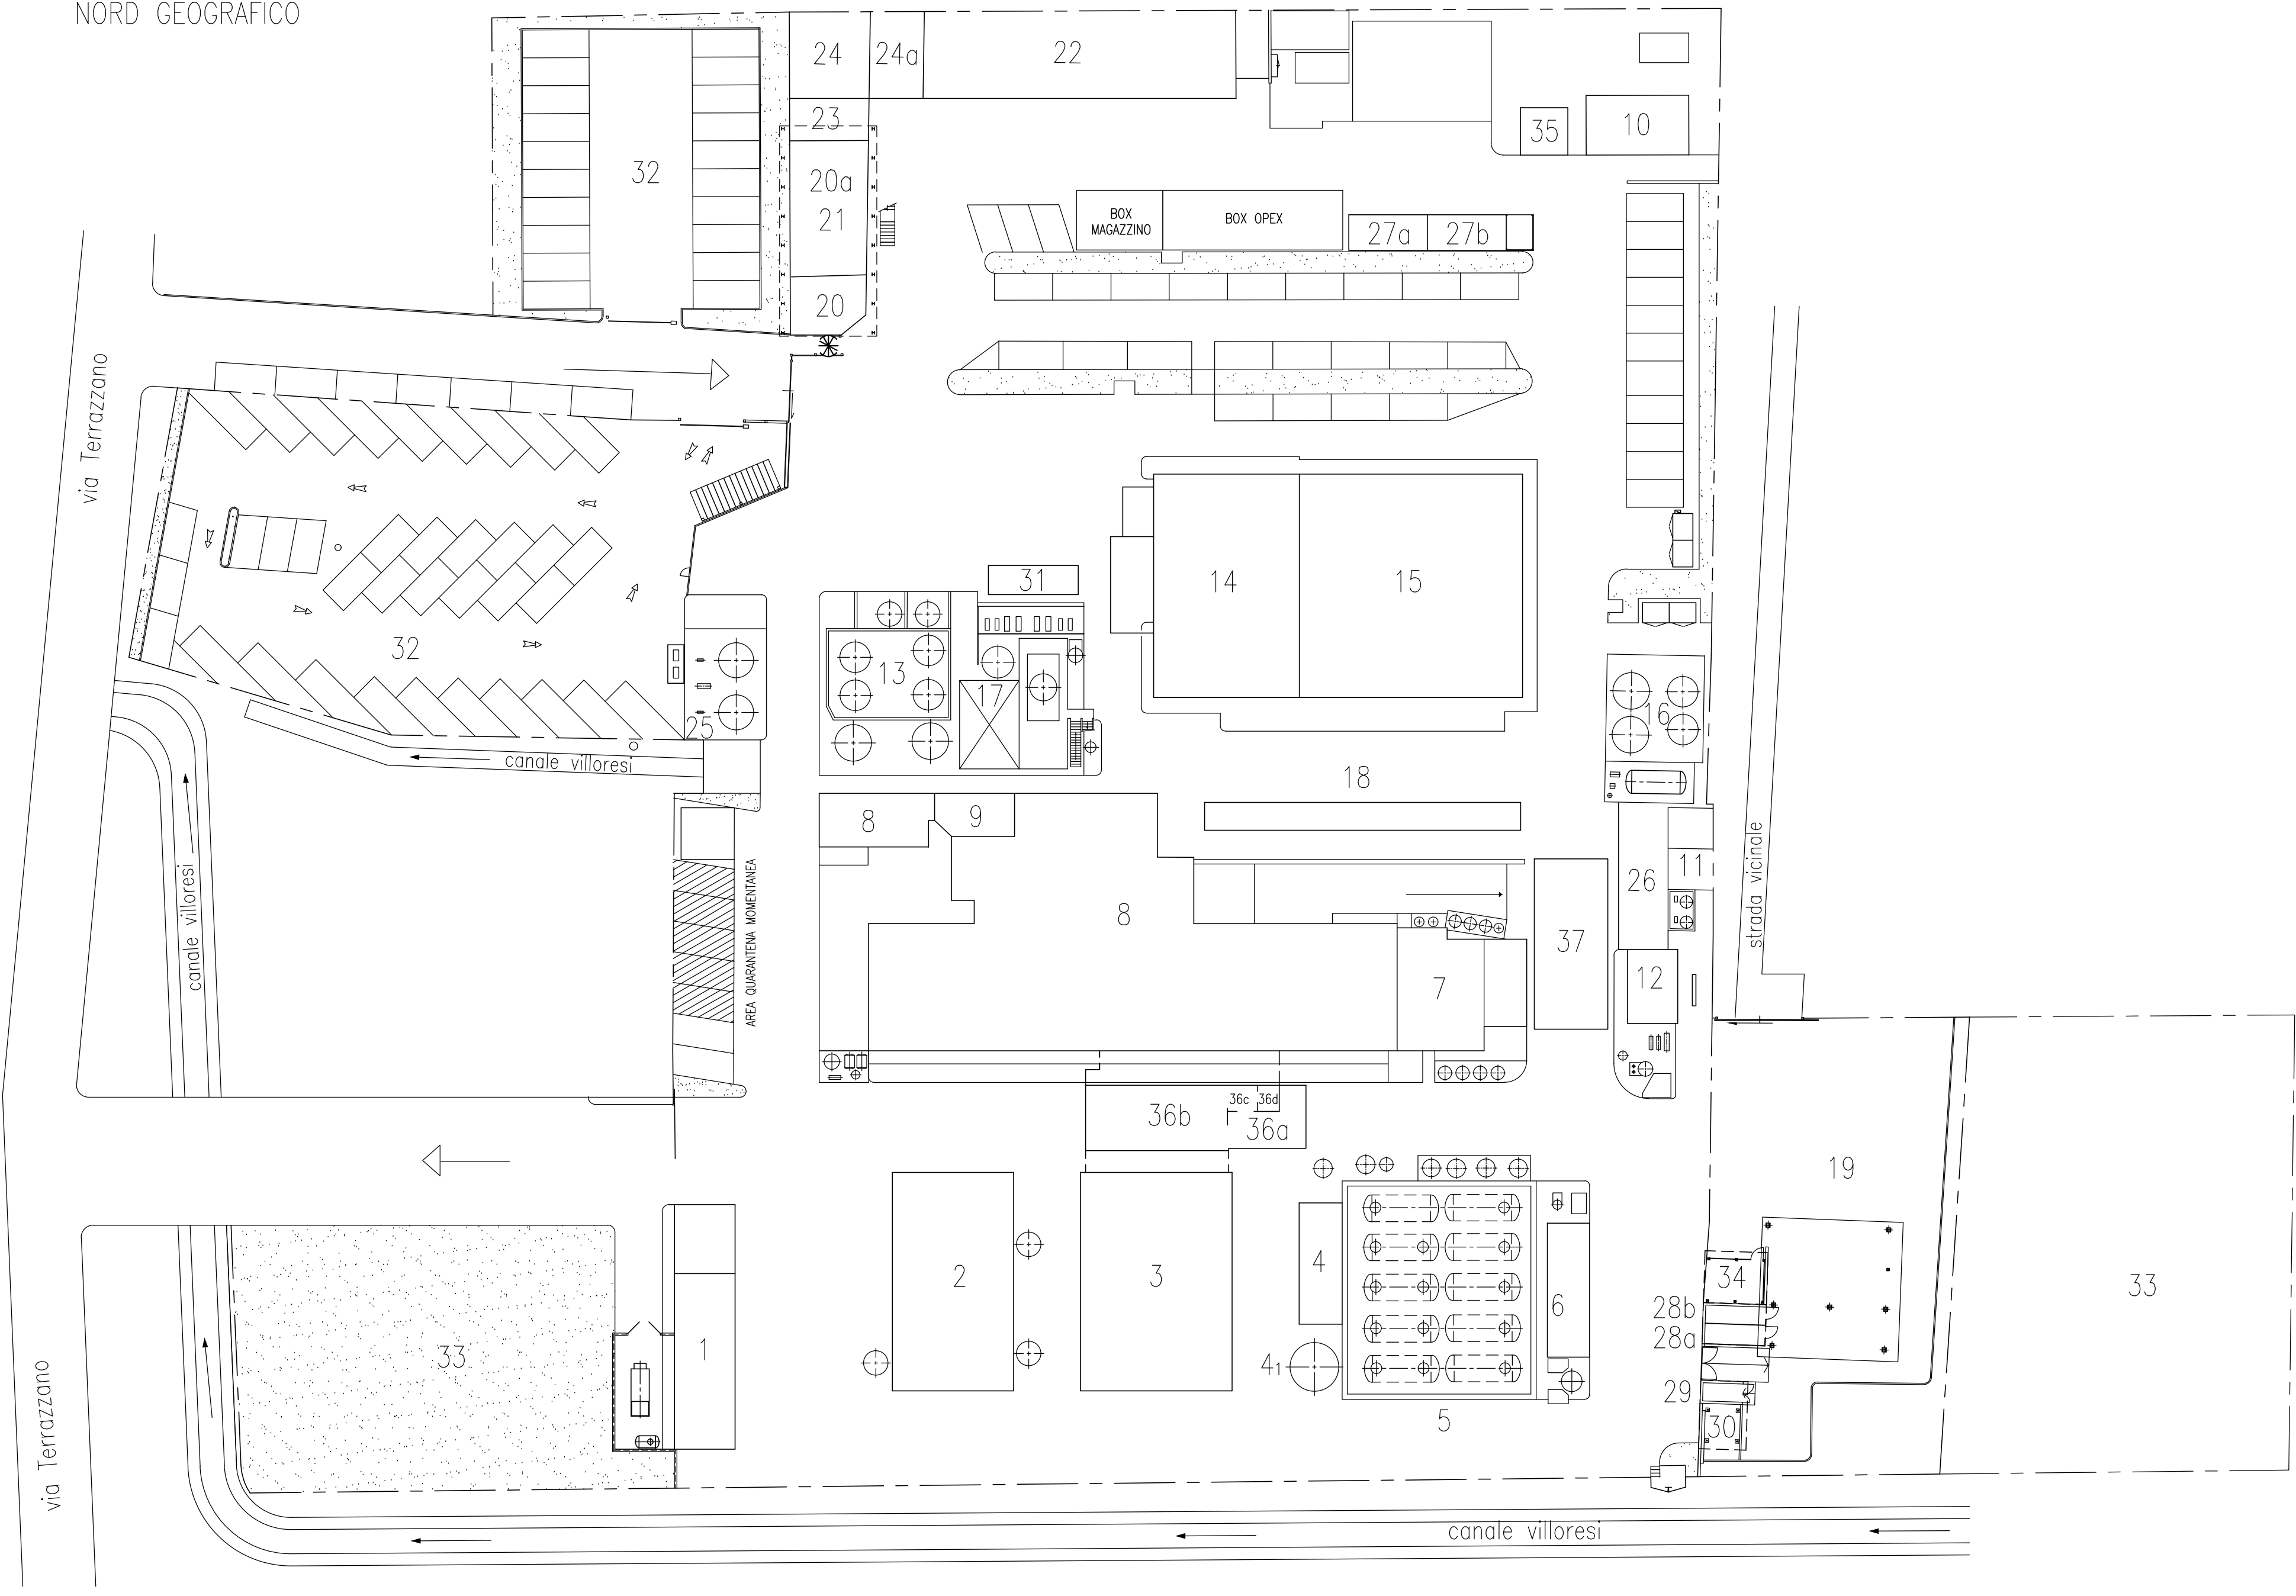 NORD GEOGRAFICO
24
24a
22
23
35
10
32
20a
21
BOX
MAGAZZINO
BOX OPEX
27a
27b
20
via Terrazzano
14
15
31
32
13
17
25
16
canale villoresi
18
8
9
canale villoresi
AREA QUARANTENA MOMENTANEA
8
26
11
strada vicinale
37
7
12
36c
36d
36b
36a
19
2
3
4
6
34
33
28b
28a
33
1
41
29
5
30
via Terrazzano
canale villoresi